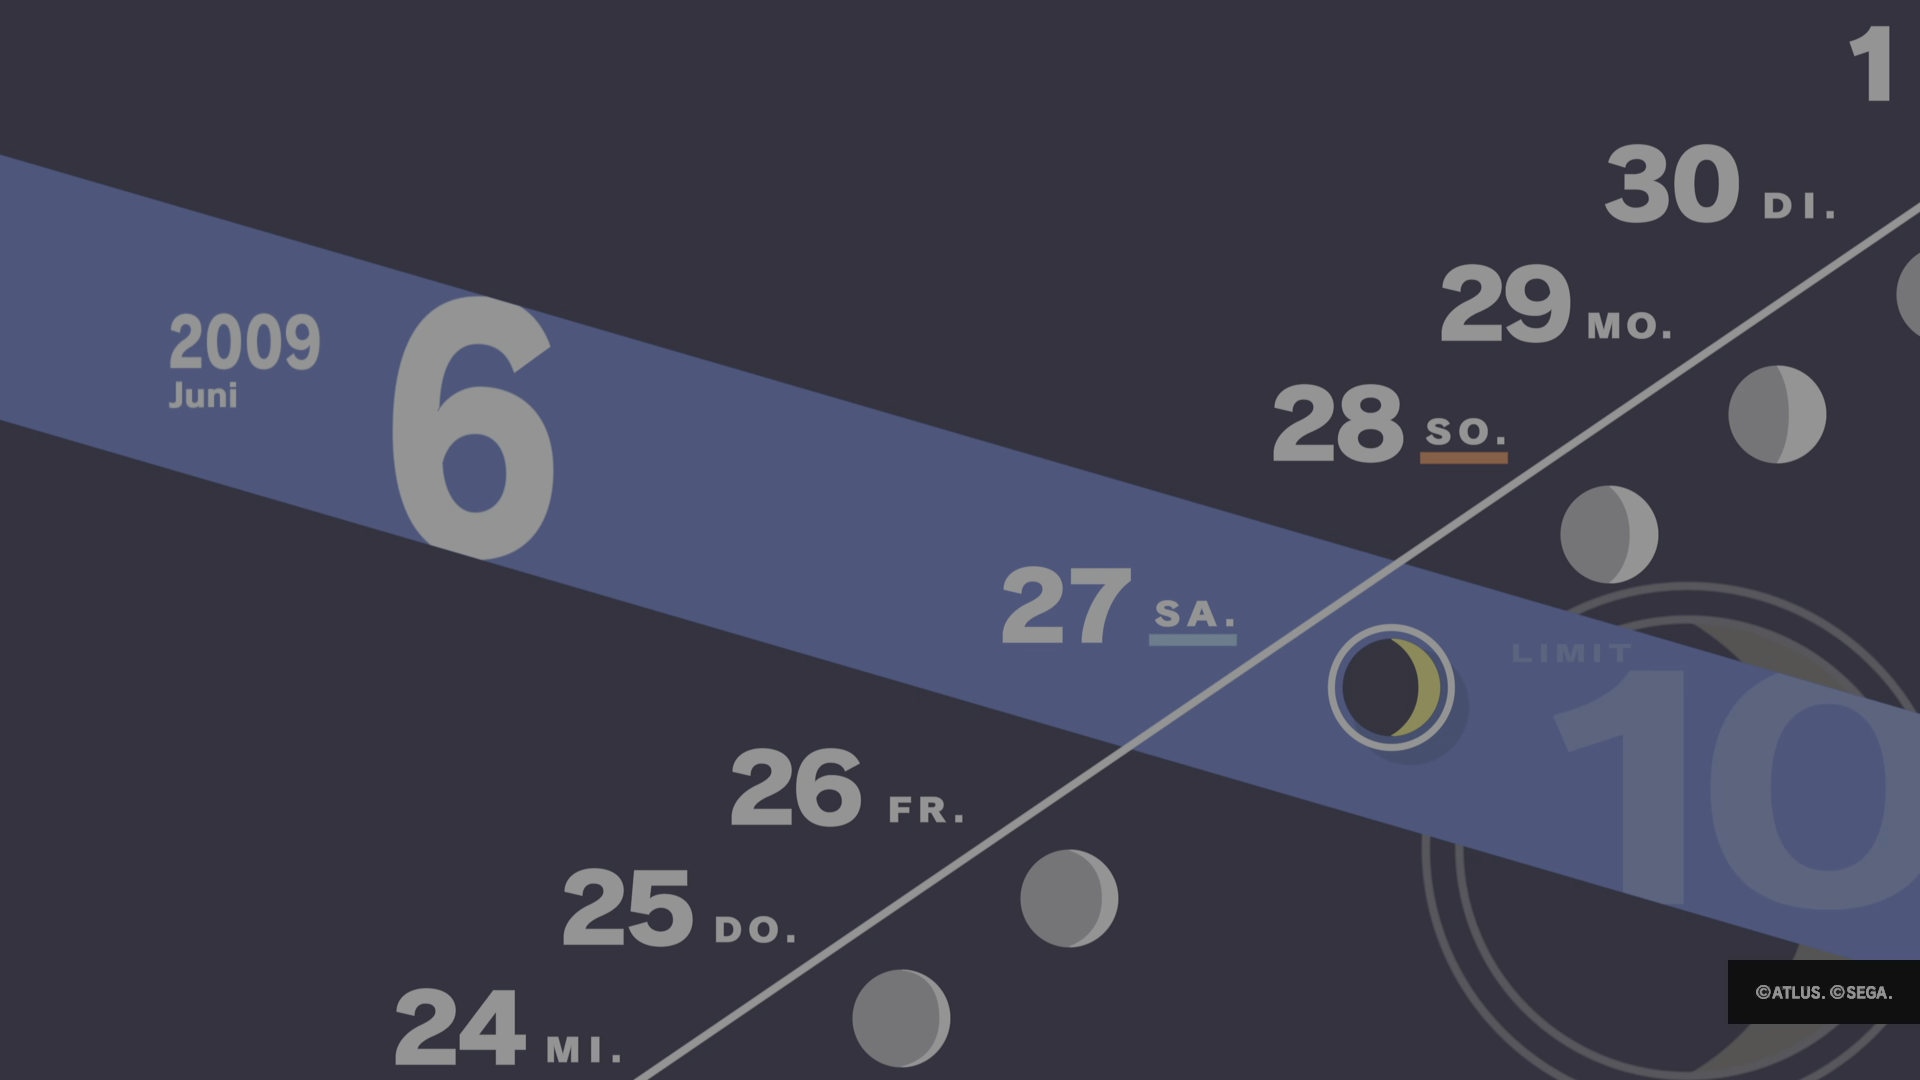 1
30 DI.
29 MO.
28 SO.
2009
Juni
6
27 SA.
LIMIT
10
26 FR.
25 DO.
24 MI.
©ATLUS. ©SEGA.